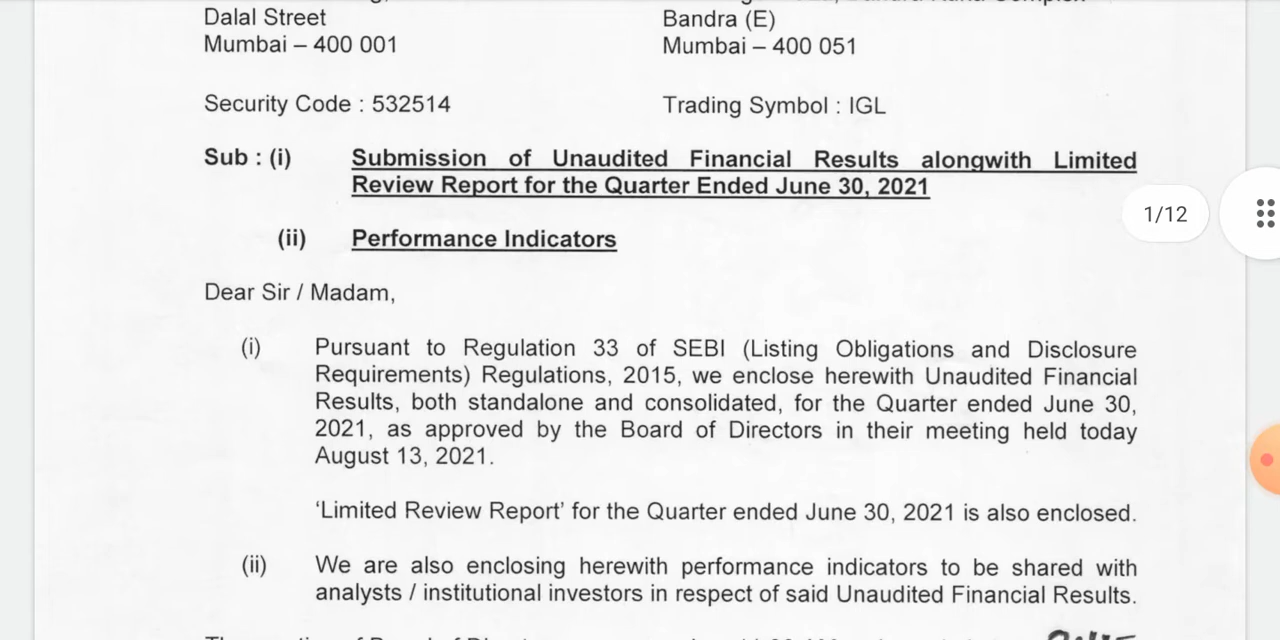 Dalal Street
Mumbai – 400 001
Bandra (E)
Mumbai – 400 051
Security Code : 532514
Trading Symbol : IGL
Sub : (i) Submission of Unaudited Financial Results alongwith Limited
Review Report for the Quarter Ended June 30, 2021
(ii) Performance Indicators
1/12
Dear Sir / Madam,
(i) Pursuant to Regulation 33 of SEBI (Listing Obligations and Disclosure
Requirements) Regulations, 2015, we enclose herewith Unaudited Financial
Results, both standalone and consolidated, for the Quarter ended June 30,
2021, as approved by the Board of Directors in their meeting held today
August 13, 2021.
‘Limited Review Report’ for the Quarter ended June 30, 2021 is also enclosed.
(ii) We are also enclosing herewith performance indicators to be shared with
analysts / institutional investors in respect of said Unaudited Financial Results.